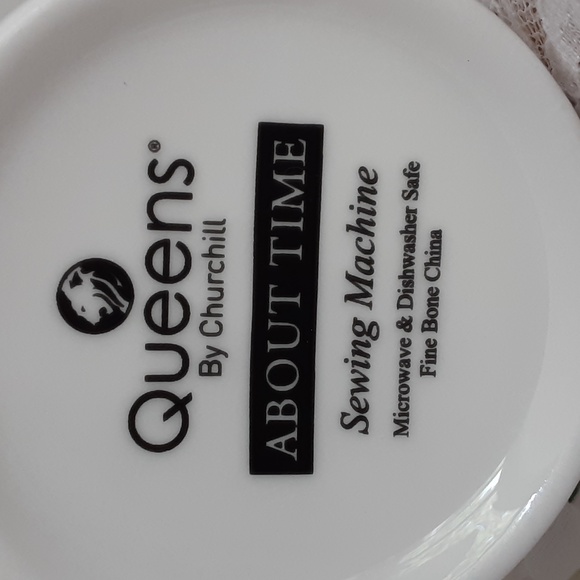 Queens®
By Churchill
ABOUT TIME
Sewing Machine
Microwave & Dishwasher Safe
Fine Bone China